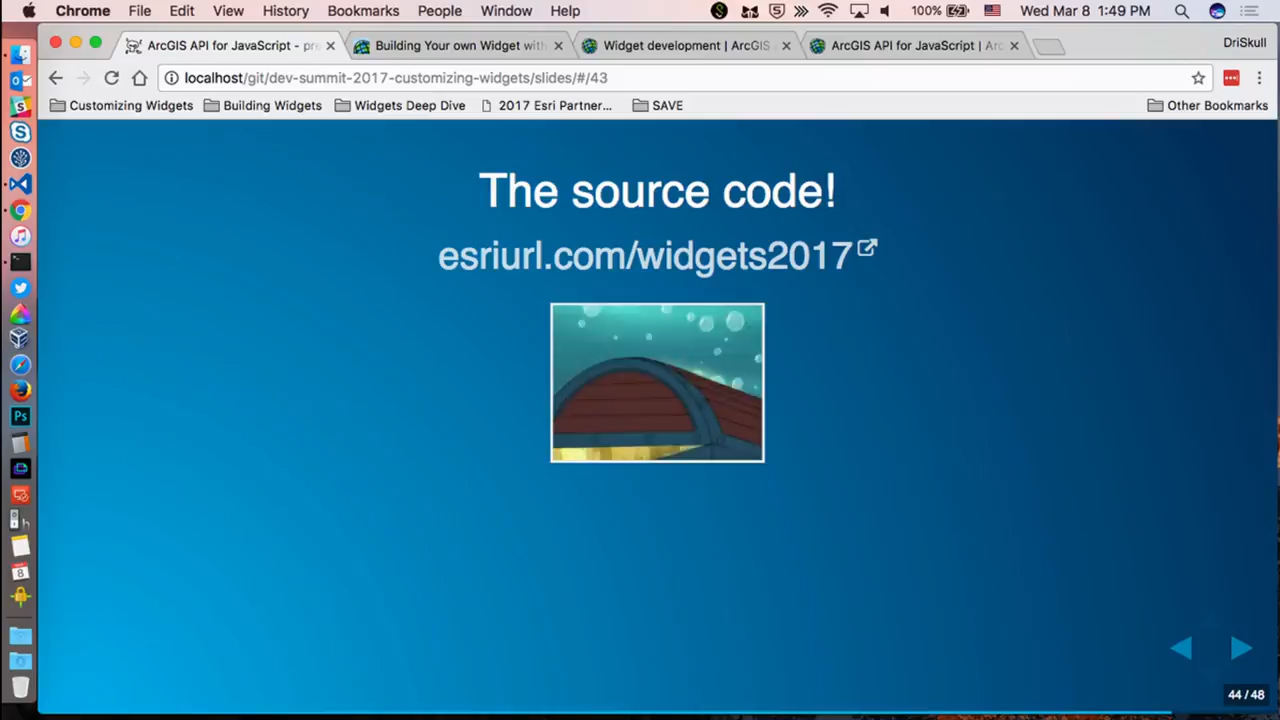 Chrome File Edit View History Bookmarks People Window Help 100% Wed Mar 8 1:49 PM
ArcGIS API for JavaScript - pre Building Your own Widget with Widget development | ArcGIS ArcGIS API for JavaScript | Arc DriSkull
localhost/git/dev-summit-2017-customizing-widgets/slides/#/43
Customizing Widgets Building Widgets Widgets Deep Dive 2017 Esri Partner... SAVE Other Bookmarks
The source code!
esriurl.com/widgets2017
44 / 48